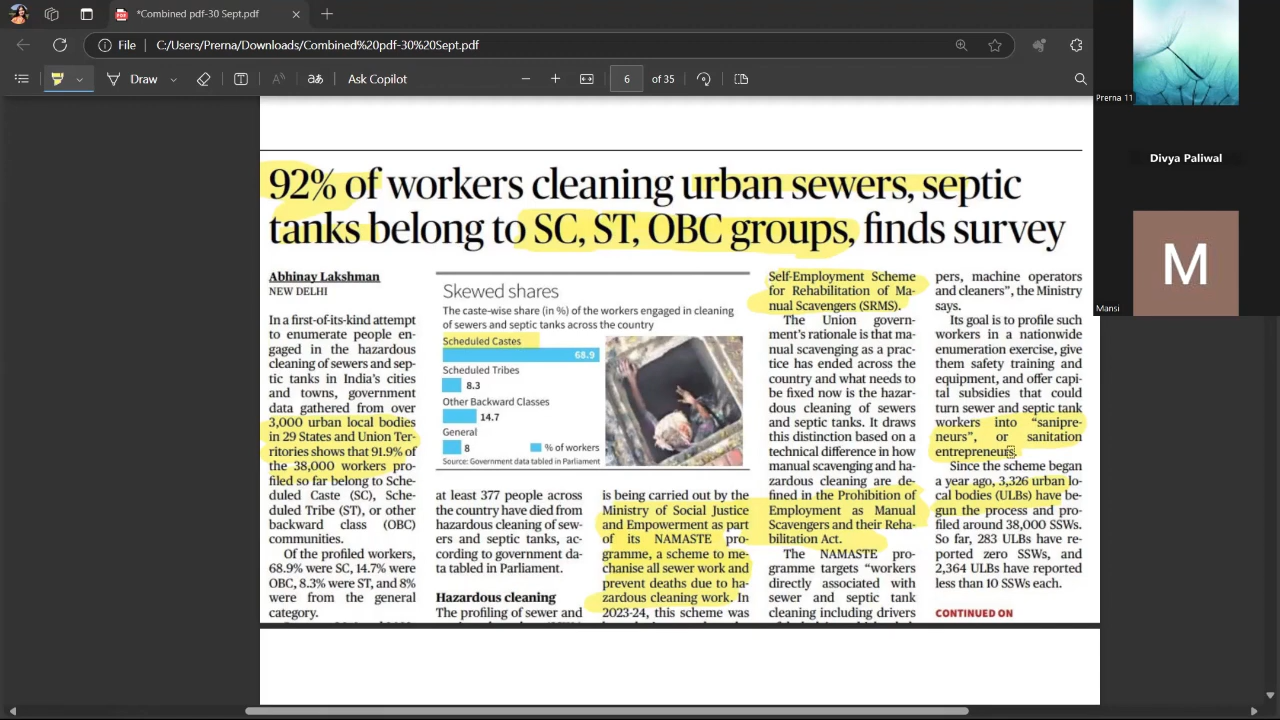 *Combined pdf-30 Sept.pdf
File
C:/Users/Prerna/Downloads/Combined%20pdf-30%20Sept.pdf
Draw
Ask Copilot
6
of 35
Prerna 11
Divya Paliwal
M
Mansi
92% of workers cleaning urban sewers, septic
tanks belong to SC, ST, OBC groups, finds survey
Abhinay Lakshman
NEW DELHI
In a first-of-its-kind attempt
to enumerate people en-
gaged in the hazardous
cleaning of sewers and sep-
tic tanks in India's cities
and towns, government
data gathered from over
3,000 urban local bodies
in 29 States and Union Ter-
ritories shows that 91.9% of
the 38,000 workers pro-
filed so far belong to Sche-
duled Caste (SC), Sche-
duled Tribe (ST), or other
backward class (OBC)
communities.
Of the profiled workers,
68.9% were SC, 14.7% were
OBC, 8.3% were ST, and 8%
were from the general
category.
Skewed shares
The caste-wise share (in %) of the workers engaged in cleaning
of sewers and septic tanks across the country
Scheduled Castes
68.9
Scheduled Tribes
8.3
Other Backward Classes
14.7
General
8
% of workers
Source: Government data tabled in Parliament
at least 377 people across
the country have died from
hazardous cleaning of sew-
ers and septic tanks, ac-
cording to government da-
ta tabled in Parliament.
Hazardous cleaning
The profiling of sewer and
is being carried out by the
Ministry of Social Justice
and Empowerment as part
of its NAMASTE pro-
gramme, a scheme to me-
chanise all sewer work and
prevent deaths due to ha-
zardous cleaning work. In
2023-24, this scheme was
Self-Employment Scheme
for Rehabilitation of Ma-
nual Scavengers (SRMS).
The Union govern-
ment's rationale is that ma-
nual scavenging as a prac-
tice has ended across the
country and what needs to
be fixed now is the hazar-
dous cleaning of sewers
and septic tanks. It draws
this distinction based on a
technical difference in how
manual scavenging and ha-
zardous cleaning are de-
fined in the Prohibition of
Employment as Manual
Scavengers and their Reha-
bilitation Act.
The NAMASTE pro-
gramme targets "workers
directly associated with
sewer and septic tank
cleaning including drivers
pers, machine operators
and cleaners", the Ministry
says.
Its goal is to profile such
workers in a nationwide
enumeration exercise, give
them safety training and
equipment, and offer capi-
tal subsidies that could
turn sewer and septic tank
workers into "sanipre-
neurs", or sanitation
entrepreneurs.
Since the scheme began
a year ago, 3,326 urban lo-
cal bodies (ULBs) have be-
gun the process and pro-
filed around 38,000 SSWs.
So far, 283 ULBs have re-
ported zero SSWs, and
2,364 ULBs have reported
less than 10 SSWs each.
CONTINUED ON